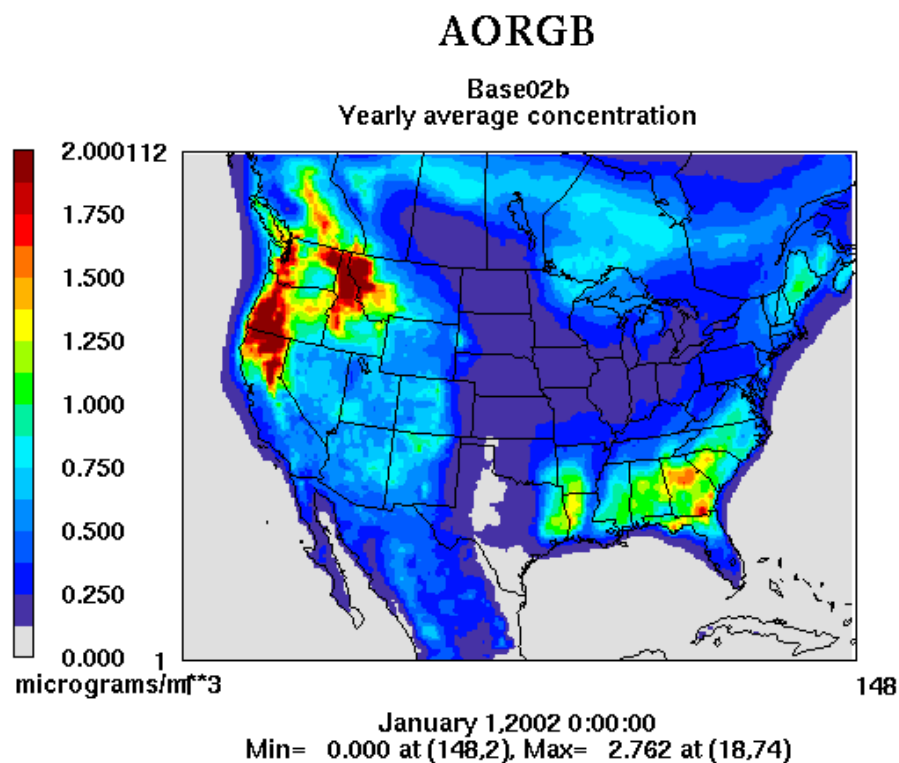 AORGB
Base02b
Yearly average concentration
2.000
112
1.750
1.500
1.250
1.000
0.750
0.500
0.250
0.000
1
micrograms/m**3
148
January 1,2002 0:00:00
Min= 0.000 at (148,2), Max= 2.762 at (18,74)